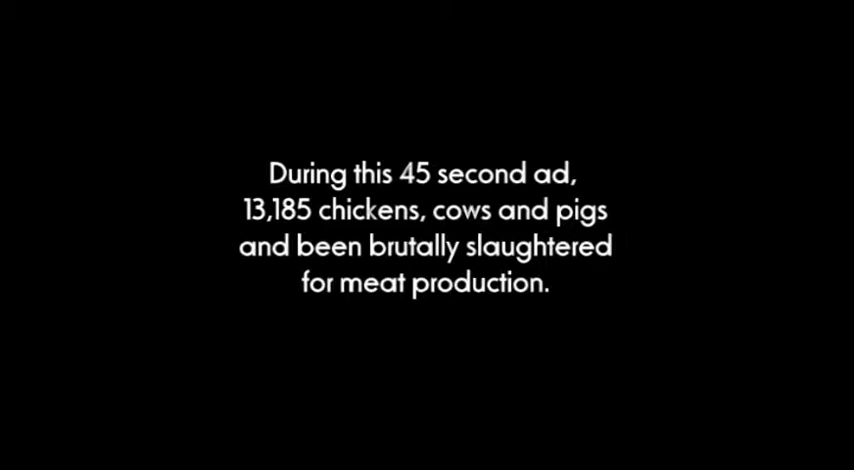 During this 45 second ad,
13,185 chickens, cows and pigs
and been brutally slaughtered
for meat production.